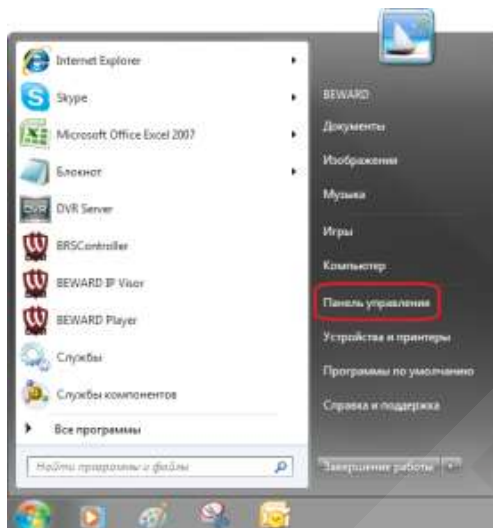 Internet Explorer
Skype
Microsoft Office Excel 2007
Блокнот
DVR Server
BRSController
BEWARD IP Visor
BEWARD Player
Службы
Службы компонентов
Все программы
Найти программы и файлы
BEWARD
Документы
Изображения
Музыка
Игры
Компьютер
Панель управления
Устройства и принтеры
Программы по умолчанию
Справка и поддержка
Завершение работы